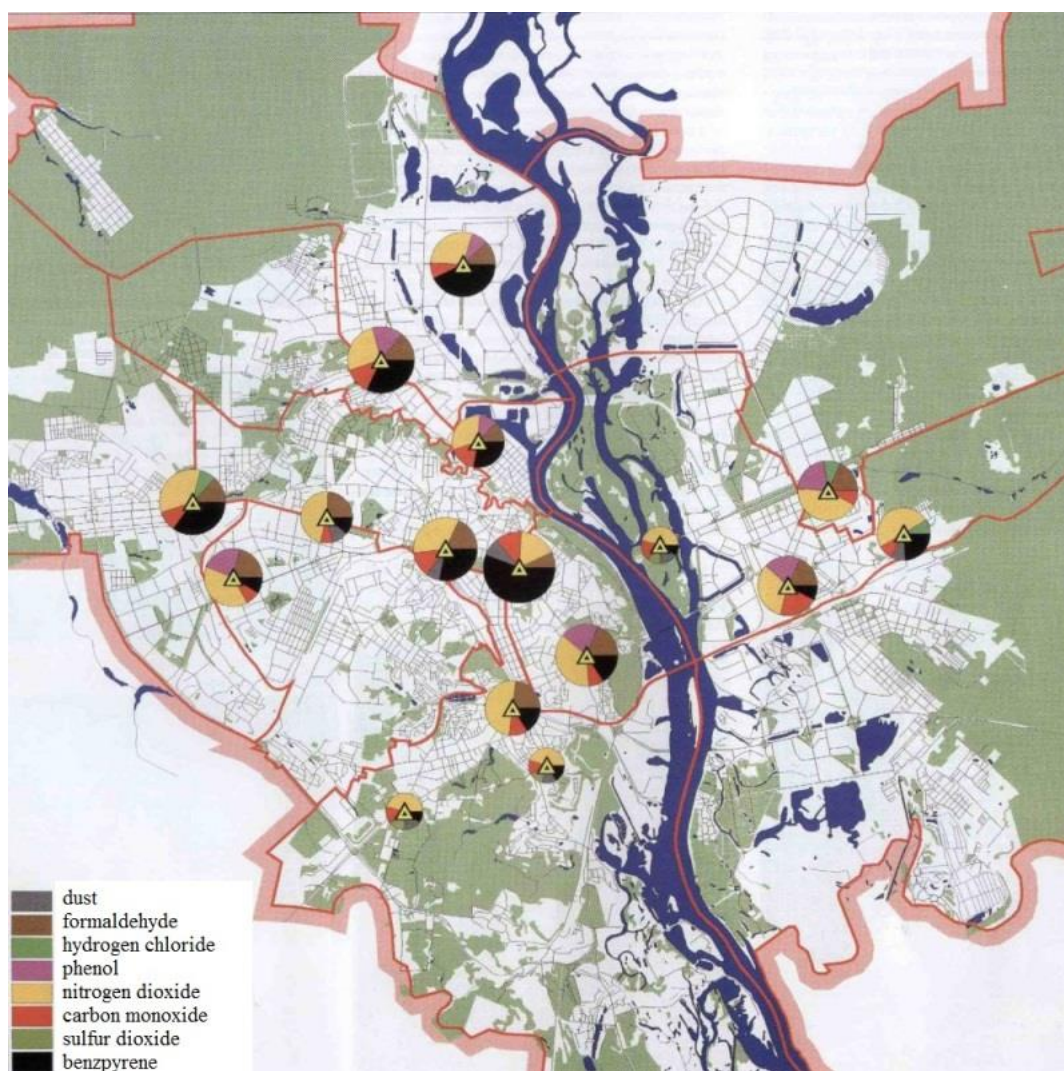 dust
formaldehyde
hydrogen chloride
phenol
nitrogen dioxide
carbon monoxide
sulfur dioxide
benzpyrene